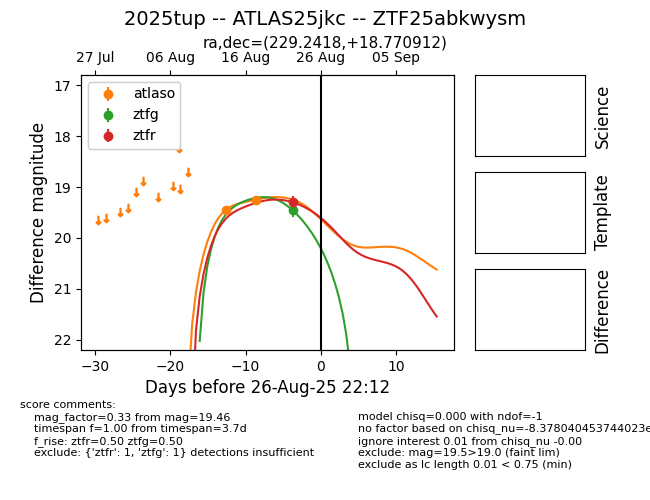 2025tup -- ATLAS25jkc -- ZTF25abkwysm
ra,dec=(229.2418,+18.770912)
27 Jul 06 Aug 16 Aug 26 Aug 05 Sep
atlaso
ztfg
ztfr
17
18
19
20
21
22
Difference magnitude
−30 −20 −10 0 10
Days before 26-Aug-25 22:12
Science
Template
Difference
score comments:
mag_factor=0.33 from mag=19.46
timespan f=1.00 from timespan=3.7d
f_rise: ztfr=0.50 ztfg=0.50
exclude: {'ztfr': 1, 'ztfg': 1} detections insufficient
model chisq=0.000 with ndof=-1
no factor based on chisq_nu=-8.378040453744023e
ignore interest 0.01 from chisq_nu -0.00
exclude: mag=19.5>19.0 (faint lim)
exclude as lc length 0.01 < 0.75 (min)